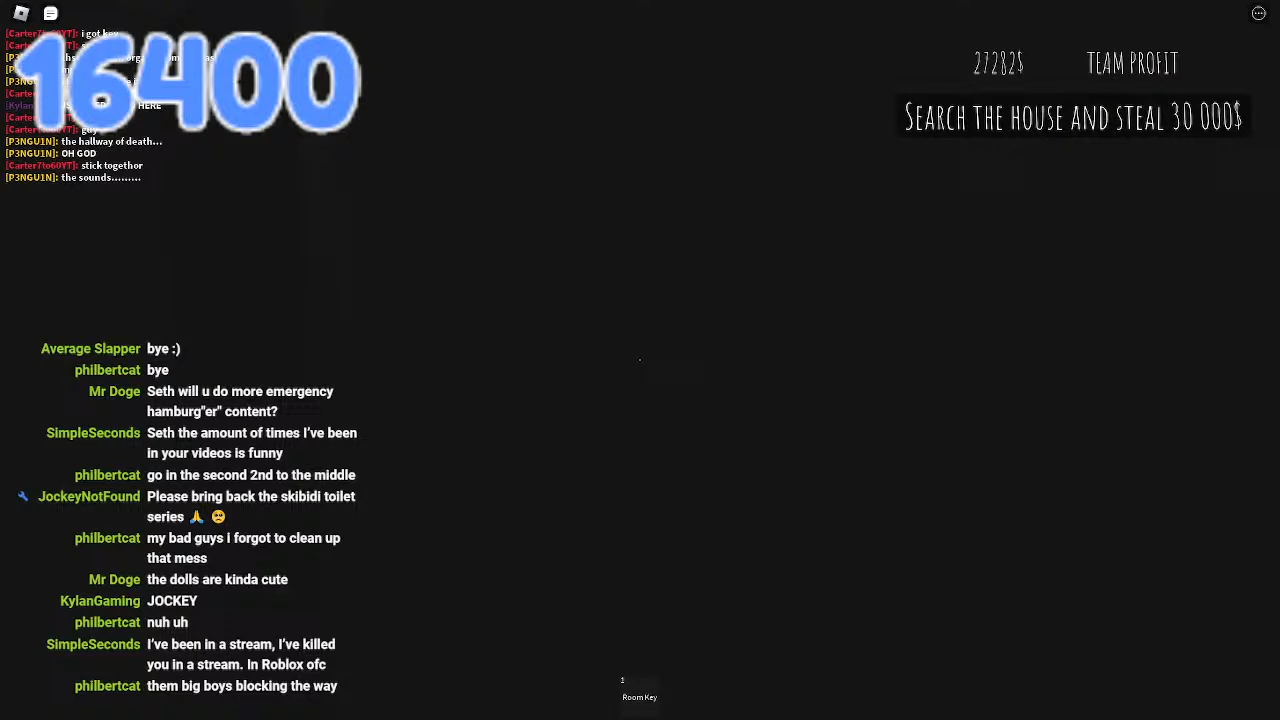 [Carter7to60YT]: i got key
16400
[P3NGU1N]: the hallway of death...
[P3NGU1N]: OH GOD
[Carter7to60YT]: stick togethor
[P3NGU1N]: the sounds.........
27282$ TEAM PROFIT
SEARCH THE HOUSE AND STEAL 30 000$
Average Slapper bye :)
philbertcat bye
Mr Doge Seth will u do more emergency
hamburg"er" content?
SimpleSeconds Seth the amount of times I've been
in your videos is funny
philbertcat go in the second 2nd to the middle
JockeyNotFound Please bring back the skibidi toilet
series 🙏 🥺
philbertcat my bad guys i forgot to clean up
that mess
Mr Doge the dolls are kinda cute
KylanGaming JOCKEY
philbertcat nuh uh
SimpleSeconds I've been in a stream, I've killed
you in a stream. In Roblox ofc
philbertcat them big boys blocking the way
1
Room Key